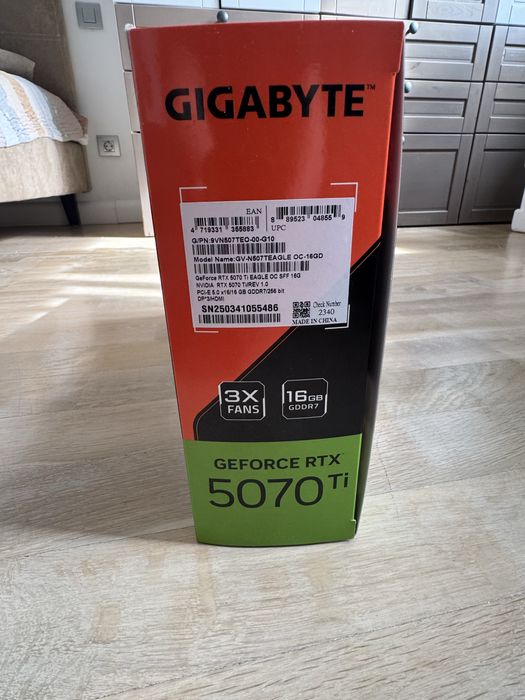 GIGABYTE™
EAN
4 719331 355883
8 89523 04855 9
UPC
G/PN:9VN507TEO-00-G10
Model Name:GV-N507TEAGLE OC-16GD
GeForce RTX 5070 Ti EAGLE OC SFF 16G
NVIDIA RTX 5070 Ti/REV 1.0
PCI-E 5.0 x16/16 GB GDDR7/256 bit
DP*3/HDMI
SN250341055486
Check Number
2340
MADE IN CHINA
3X
FANS
16GB
GDDR7
GEFORCE RTX
5070 Ti